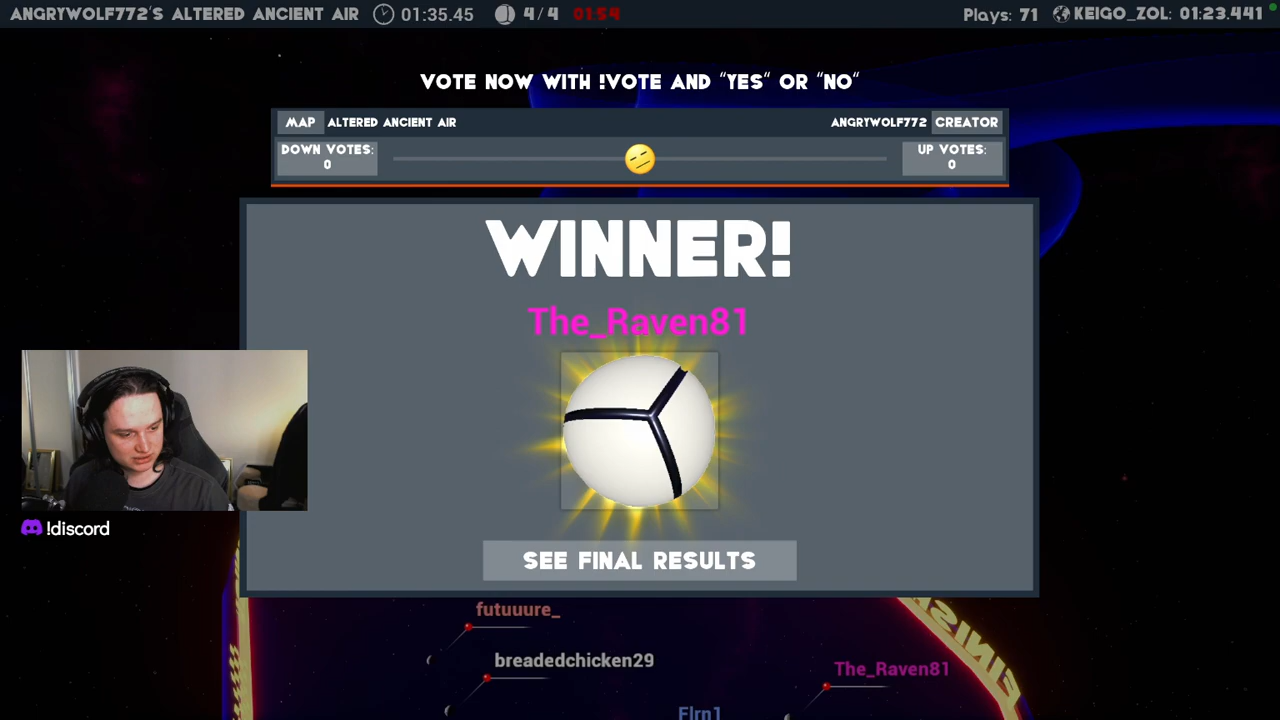 ANGRYWOLF772'S ALTERED ANCIENT AIR 01:35.45 4/4 01:54 Plays: 71 KEIGO_ZOL: 01:23.441
VOTE NOW WITH !VOTE AND "YES" OR "NO"
MAP ALTERED ANCIENT AIR ANGRYWOLF772 CREATOR
DOWN VOTES: UP VOTES:
0 0
WINNER!
The_Raven81
!discord
SEE FINAL RESULTS
futuuure_
breadedchicken29
The_Raven81
Flrn1
FINIS